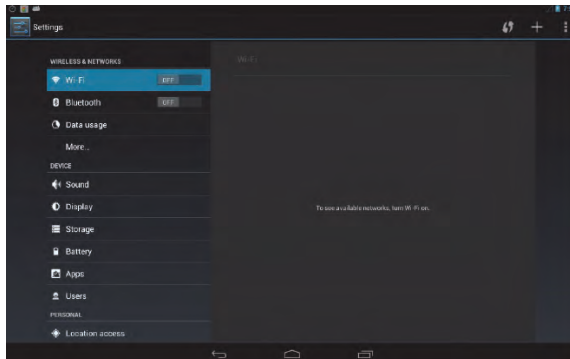 Settings
WIRELESS & NETWORKS
Wi-Fi
Wi-Fi
OFF
Bluetooth
OFF
Data usage
More...
DEVICE
Sound
Display
To see available networks, turn Wi-Fi on.
Storage
Battery
Apps
Users
PERSONAL
Location access